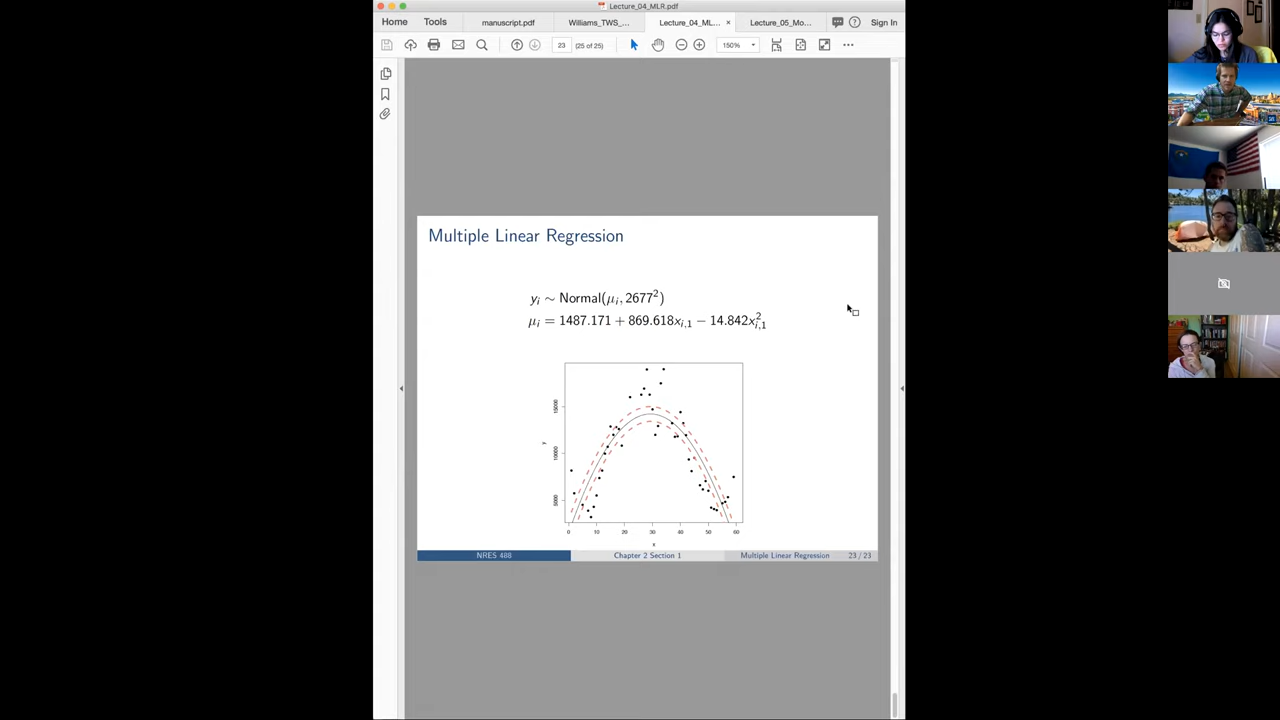 Lecture_04_MLR.pdf
Home Tools manuscript.pdf Williams_TWS_... Lecture_04_ML... × Lecture_05_Mo... Sign In
23 (25 of 25) 150%
Multiple Linear Regression
yᵢ ∼ Normal(μᵢ, 2677²)
μᵢ = 1487.171 + 869.618xᵢ,₁ − 14.842x²ᵢ,₁
15000
10000
5000
y
0 10 20 30 40 50 60
x
NRES 488 Chapter 2 Section 1 Multiple Linear Regression 23 / 23